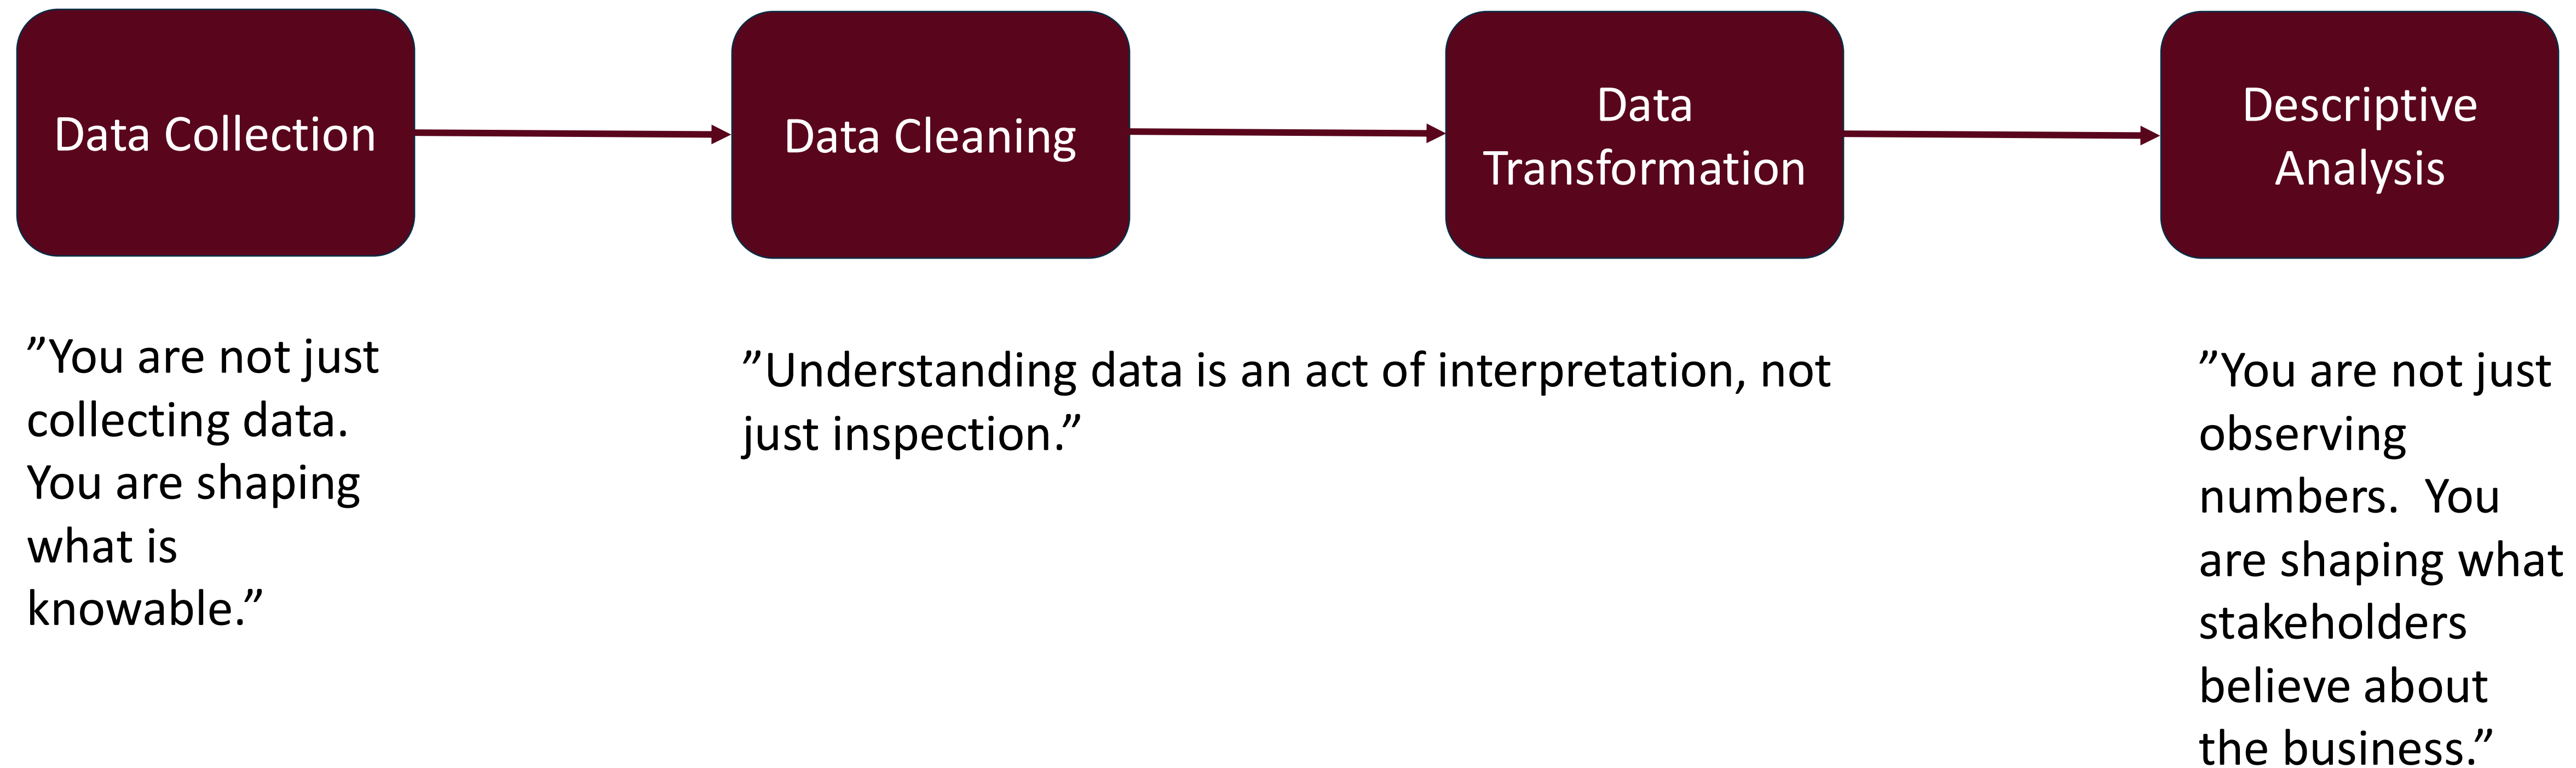 Data Collection
Data Cleaning
Data
Transformation
Descriptive
Analysis
”You are not just
collecting data.
You are shaping
what is
knowable.”
”Understanding data is an act of interpretation, not
just inspection.”
”You are not just
observing
numbers.  You
are shaping what
stakeholders
believe about
the business.”